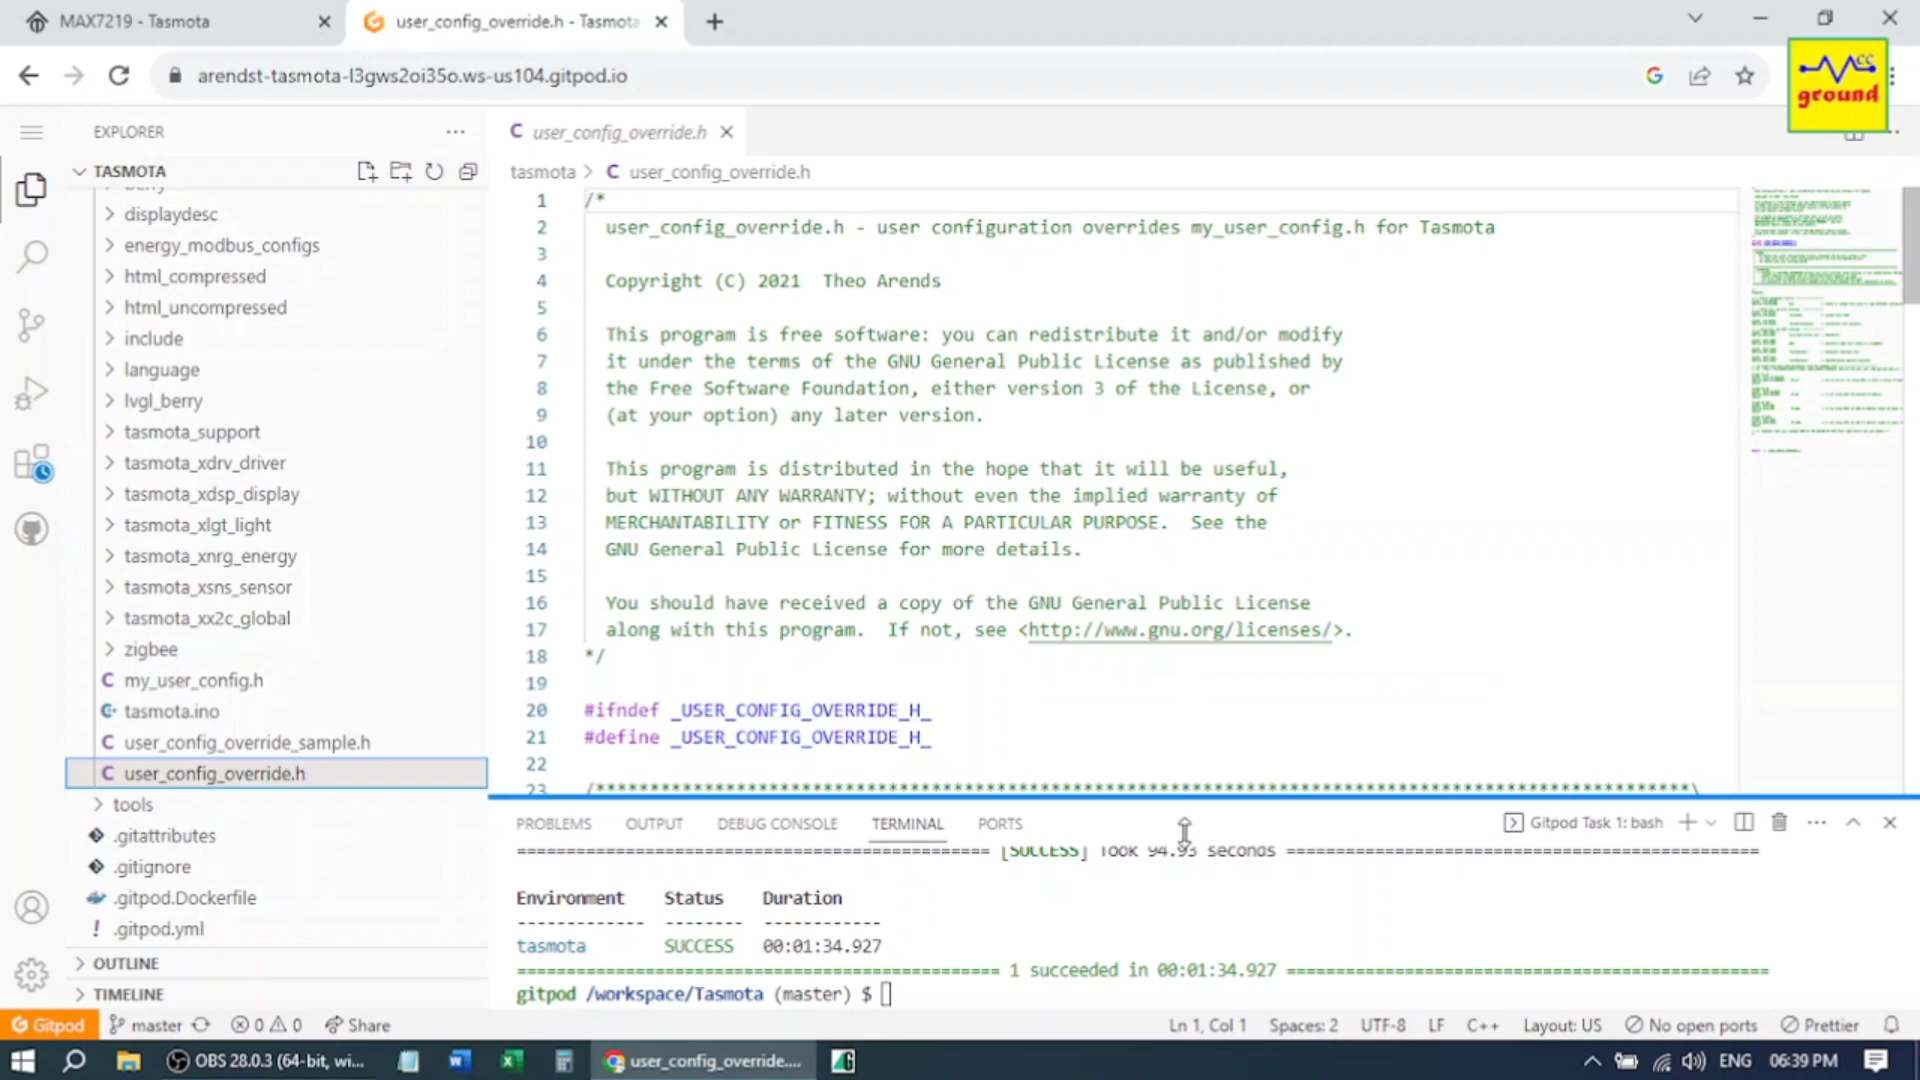 MAX7219 - Tasmota
user_config_override.h - Tasmota
arendst-tasmota-l3gws2oi35o.ws-us104.gitpod.io
CC
ground
EXPLORER
user_config_override.h
TASMOTA
tasmota > C user_config_override.h
berry
displaydesc
energy_modbus_configs
html_compressed
html_uncompressed
include
language
lvgl_berry
tasmota_support
tasmota_xdrv_driver
tasmota_xdsp_display
tasmota_xlgt_light
tasmota_xnrg_energy
tasmota_xsns_sensor
tasmota_xx2c_global
zigbee
C my_user_config.h
tasmota.ino
C user_config_override_sample.h
C user_config_override.h
tools
.gitattributes
.gitignore
.gitpod.Dockerfile
! .gitpod.yml
OUTLINE
TIMELINE
1 /*
2 user_config_override.h - user configuration overrides my_user_config.h for Tasmota
3
4 Copyright (C) 2021  Theo Arends
5
6 This program is free software: you can redistribute it and/or modify
7 it under the terms of the GNU General Public License as published by
8 the Free Software Foundation, either version 3 of the License, or
9 (at your option) any later version.
10
11 This program is distributed in the hope that it will be useful,
12 but WITHOUT ANY WARRANTY; without even the implied warranty of
13 MERCHANTABILITY or FITNESS FOR A PARTICULAR PURPOSE.  See the
14 GNU General Public License for more details.
15
16 You should have received a copy of the GNU General Public License
17 along with this program.  If not, see <http://www.gnu.org/licenses/>.
18 */
19
20 #ifndef _USER_CONFIG_OVERRIDE_H_
21 #define _USER_CONFIG_OVERRIDE_H_
22
23 /*****************************************************************************************************\
PROBLEMS OUTPUT DEBUG CONSOLE TERMINAL PORTS Gitpod Task 1: bash
============================================ [SUCCESS] Took 94.93 seconds ============================================
Environment Status Duration
------------- -------- ------------
tasmota SUCCESS 00:01:34.927
============================================= 1 succeeded in 00:01:34.927 =============================================
gitpod /workspace/Tasmota (master) $
Gitpod master 0 0 Share Ln 1, Col 1 Spaces: 2 UTF-8 LF C++ Layout: US No open ports Prettier
OBS 28.0.3 (64-bit, wi... user_config_override.... ENG 06:39 PM